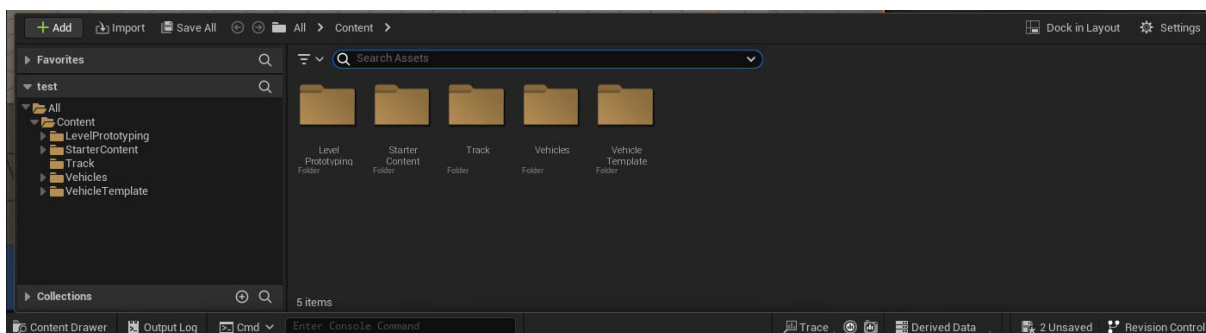 + Add Import Save All All > Content > Dock in Layout Settings
Favorites
Search Assets
test
All
Content
LevelPrototyping
StarterContent
Track
Vehicles
VehicleTemplate
Level
Prototyping
Folder
Starter
Content
Folder
Track
Folder
Vehicles
Folder
Vehicle
Template
Folder
Collections
5 items
Content Drawer Output Log Cmd Enter Console Command Trace Derived Data 2 Unsaved Revision Control